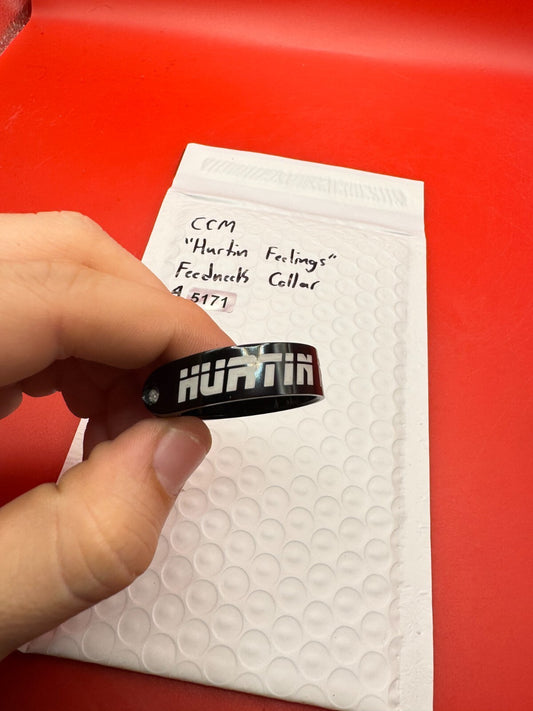 CCM
"Hurtin Feelings"
Feedneck Collar
5171
HURTIN